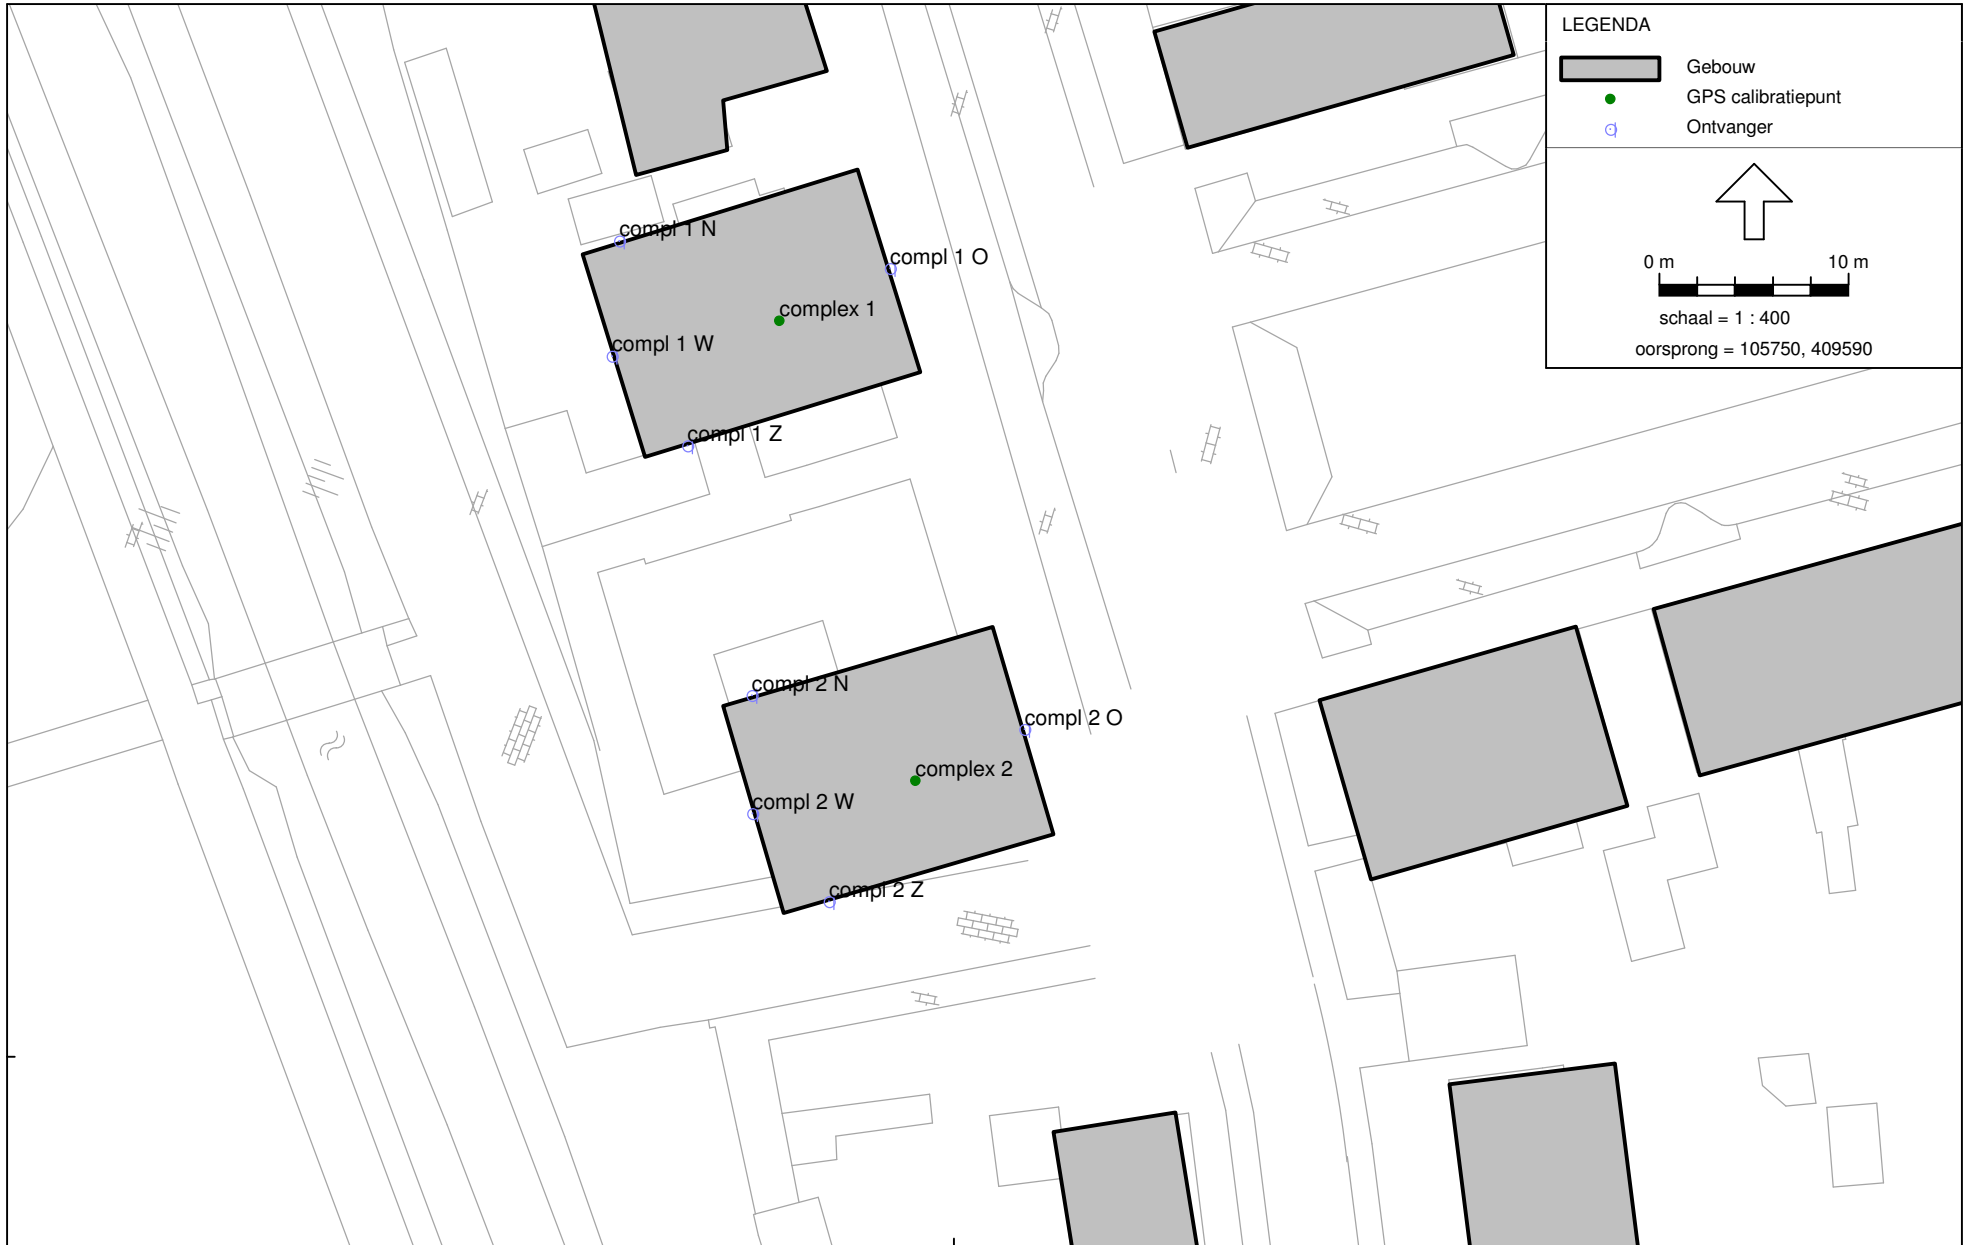 LEGENDA
Gebouw
GPS calibratiepunt
Ontvanger
0 m 10 m
schaal = 1 : 400
oorsprong = 105750, 409590
compl 1 N
compl 1 O
complex 1
compl 1 W
compl 1 Z
compl 2 N
compl 2 O
complex 2
compl 2 W
compl 2 Z